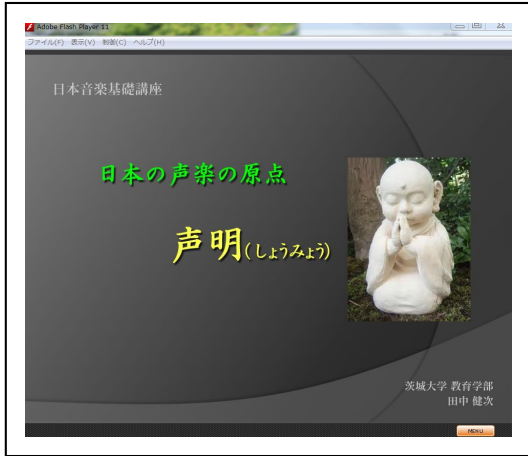 Adobe Flash Player 11
ファイル(F) 表示(V) 制御(C) ヘルプ(H)
日本音楽基礎講座
日本の声楽の原点
声明(しょうみょう)
茨城大学 教育学部
田中 健次
MENU